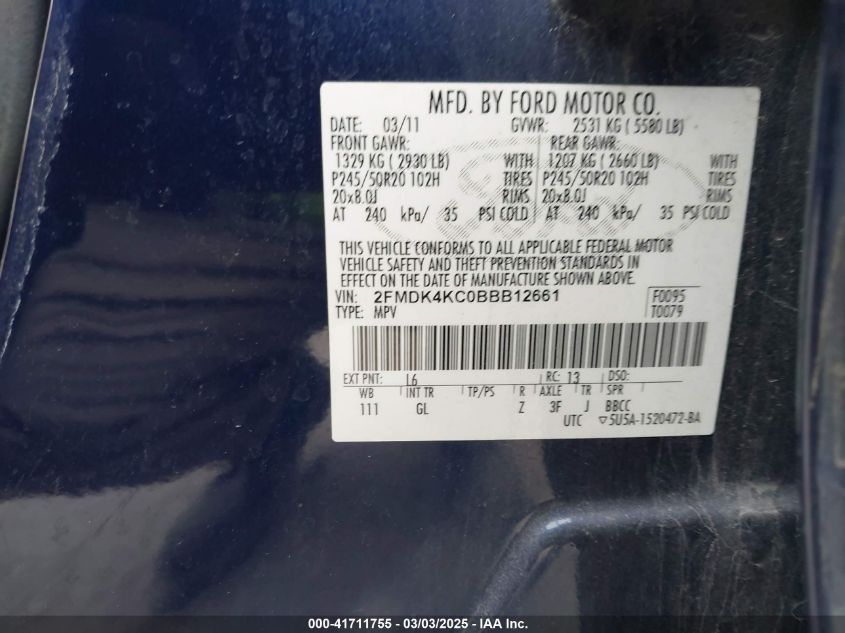 MFD. BY FORD MOTOR CO.
DATE: 03/11 GVWR: 2531 KG ( 5580 LB)
FRONT GAWR: REAR GAWR:
1329 KG ( 2930 LB) WITH 1207 KG ( 2660 LB) WITH
P245/50R20 102H TIRES P245/50R20 102H TIRES
20x8.0J RIMS 20x8.0J RIMS
AT 240 kPa/ 35 PSI COLD AT 240 kPa/ 35 PSI COLD
THIS VEHICLE CONFORMS TO ALL APPLICABLE FEDERAL MOTOR
VEHICLE SAFETY AND THEFT PREVENTION STANDARDS IN
EFFECT ON THE DATE OF MANUFACTURE SHOWN ABOVE.
VIN: 2FMDK4KC0BBB12661 F0095
TYPE: MPV T0079
EXT PNT: L6 RC: 13 DSO:
WB INT TR TP/PS R AXLE TR SPR
111 GL Z 3F J BBCC
UTC ▽5U5A-1520472-BA
000-41711755 - 03/03/2025 - IAA Inc.